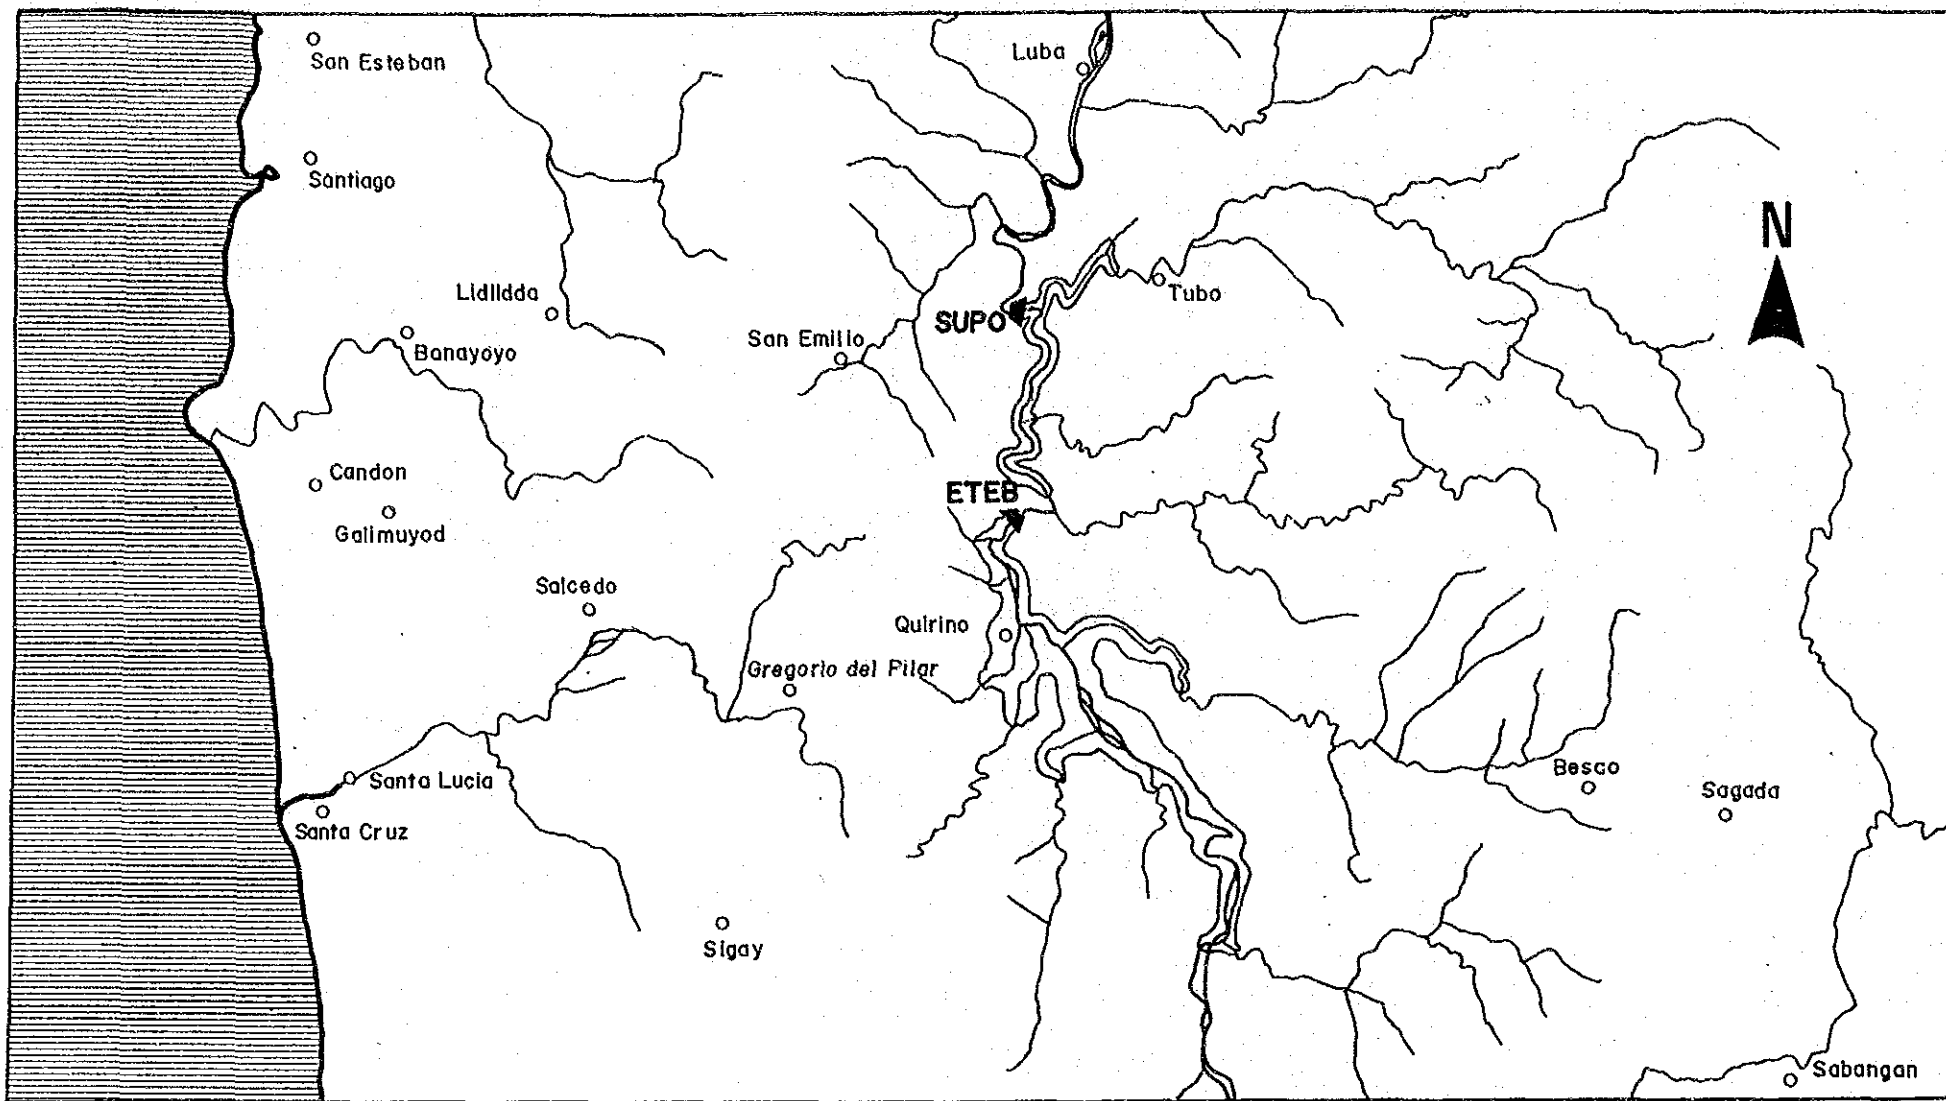 San Esteban
Luba
Santiago
N
Lidlidda
Tubo
SUPO
San Emilio
Banayoyo
Candon
ETEB
Galimuyod
Salcedo
Quirino
Gregorio del Pilar
Besao
Santa Lucia
Sagada
Santa Cruz
Sigay
Sabangan